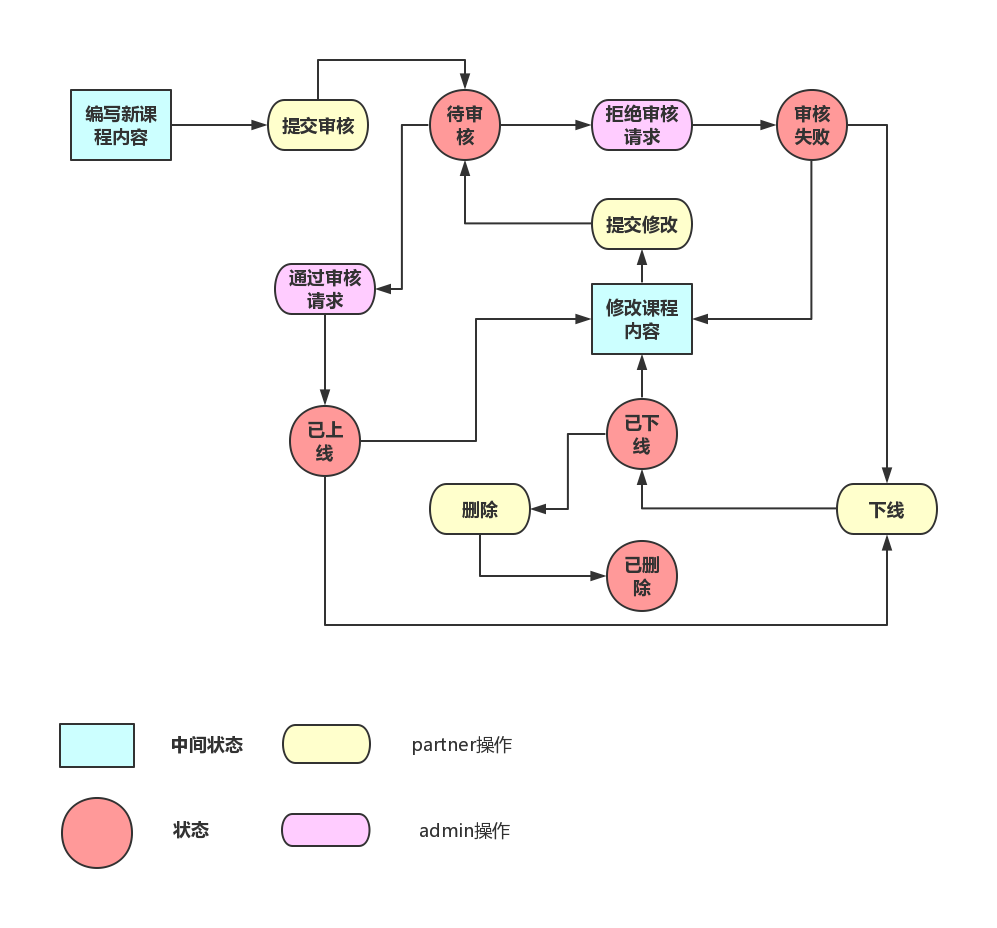 编写新课
程内容
提交审核
待审
核
拒绝审核
请求
审核
失败
提交修改
通过审核
请求
修改课程
内容
已上
线
已下
线
删除
下线
已删
除
中间状态
partner操作
状态
admin操作